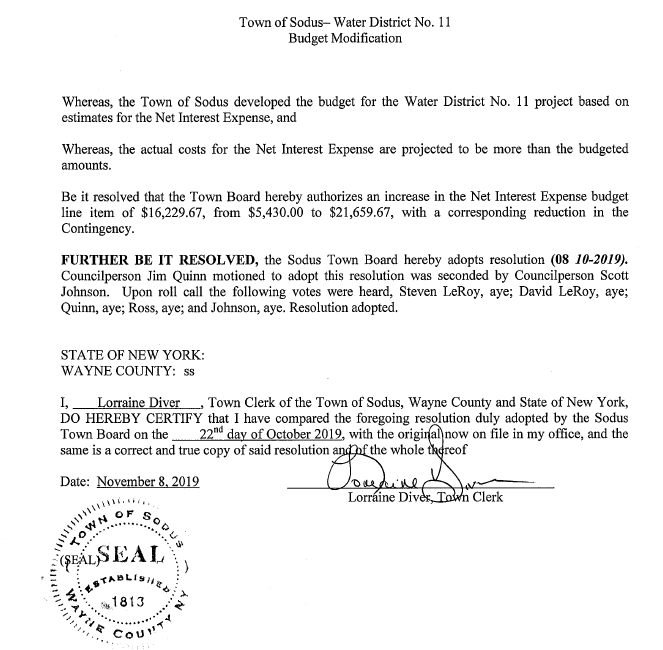 Town of Sodus– Water District No. 11
Budget Modification
Whereas, the Town of Sodus developed the budget for the Water District No. 11 project based on
estimates for the Net Interest Expense, and
Whereas, the actual costs for the Net Interest Expense are projected to be more than the budgeted
amounts.
Be it resolved that the Town Board hereby authorizes an increase in the Net Interest Expense budget
line item of $16,229.67, from $5,430.00 to $21,659.67, with a corresponding reduction in the
Contingency.
FURTHER BE IT RESOLVED, the Sodus Town Board hereby adopts resolution (08 10-2019).
Councilperson Jim Quinn motioned to adopt this resolution was seconded by Councilperson Scott
Johnson. Upon roll call the following votes were heard, Steven LeRoy, aye; David LeRoy, aye;
Quinn, aye; Ross, aye; and Johnson, aye. Resolution adopted.
STATE OF NEW YORK:
WAYNE COUNTY: ss
I, Lorraine Diver , Town Clerk of the Town of Sodus, Wayne County and State of New York,
DO HEREBY CERTIFY that I have compared the foregoing resolution duly adopted by the Sodus
Town Board on the 22nd day of October 2019, with the original now on file in my office, and the
same is a correct and true copy of said resolution and of the whole thereof
Date: November 8, 2019
Lorraine Diver
Lorraine Diver, Town Clerk
TOWN OF SODUS
(SEAL) SEAL
ESTABLISHED
1813
WAYNE COUNTY NY